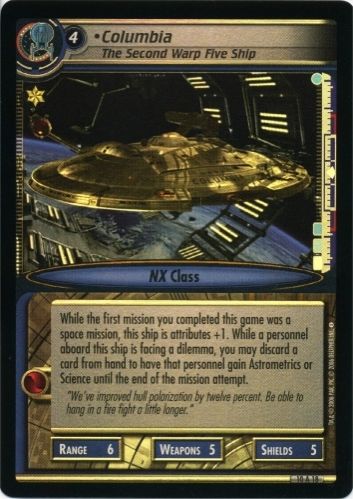 4
•Columbia
The Second Warp Five Ship
NX Class
While the first mission you completed this game was a
space mission, this ship is attributes +1. While a personnel
aboard this ship is facing a dilemma, you may discard a
card from hand to have that personnel gain Astrometrics or
Science until the end of the mission attempt.
"We've improved hull polarization by twelve percent. Be able to
hang in a fire fight a little longer."
RANGE 6
WEAPONS 5
SHIELDS 5
10 A 18